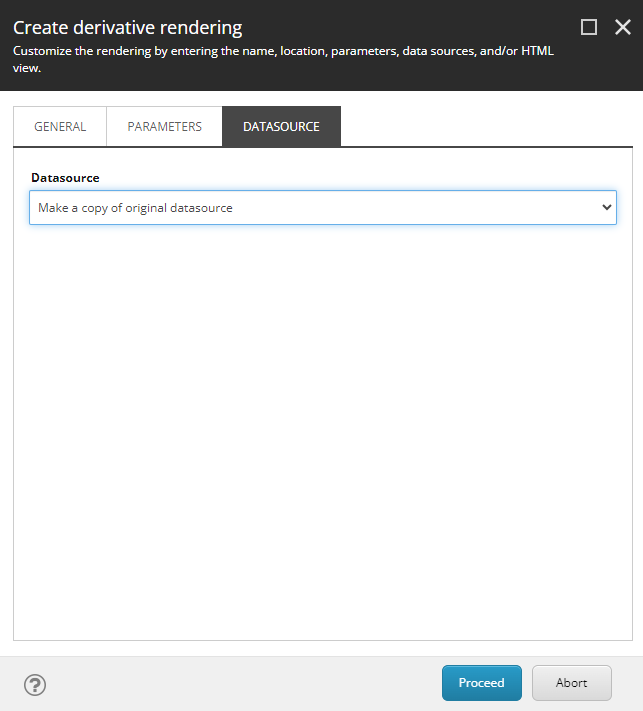 Create derivative rendering
Customize the rendering by entering the name, location, parameters, data sources, and/or HTML
view.
GENERAL PARAMETERS DATASOURCE
Datasource
Make a copy of original datasource
? Proceed Abort